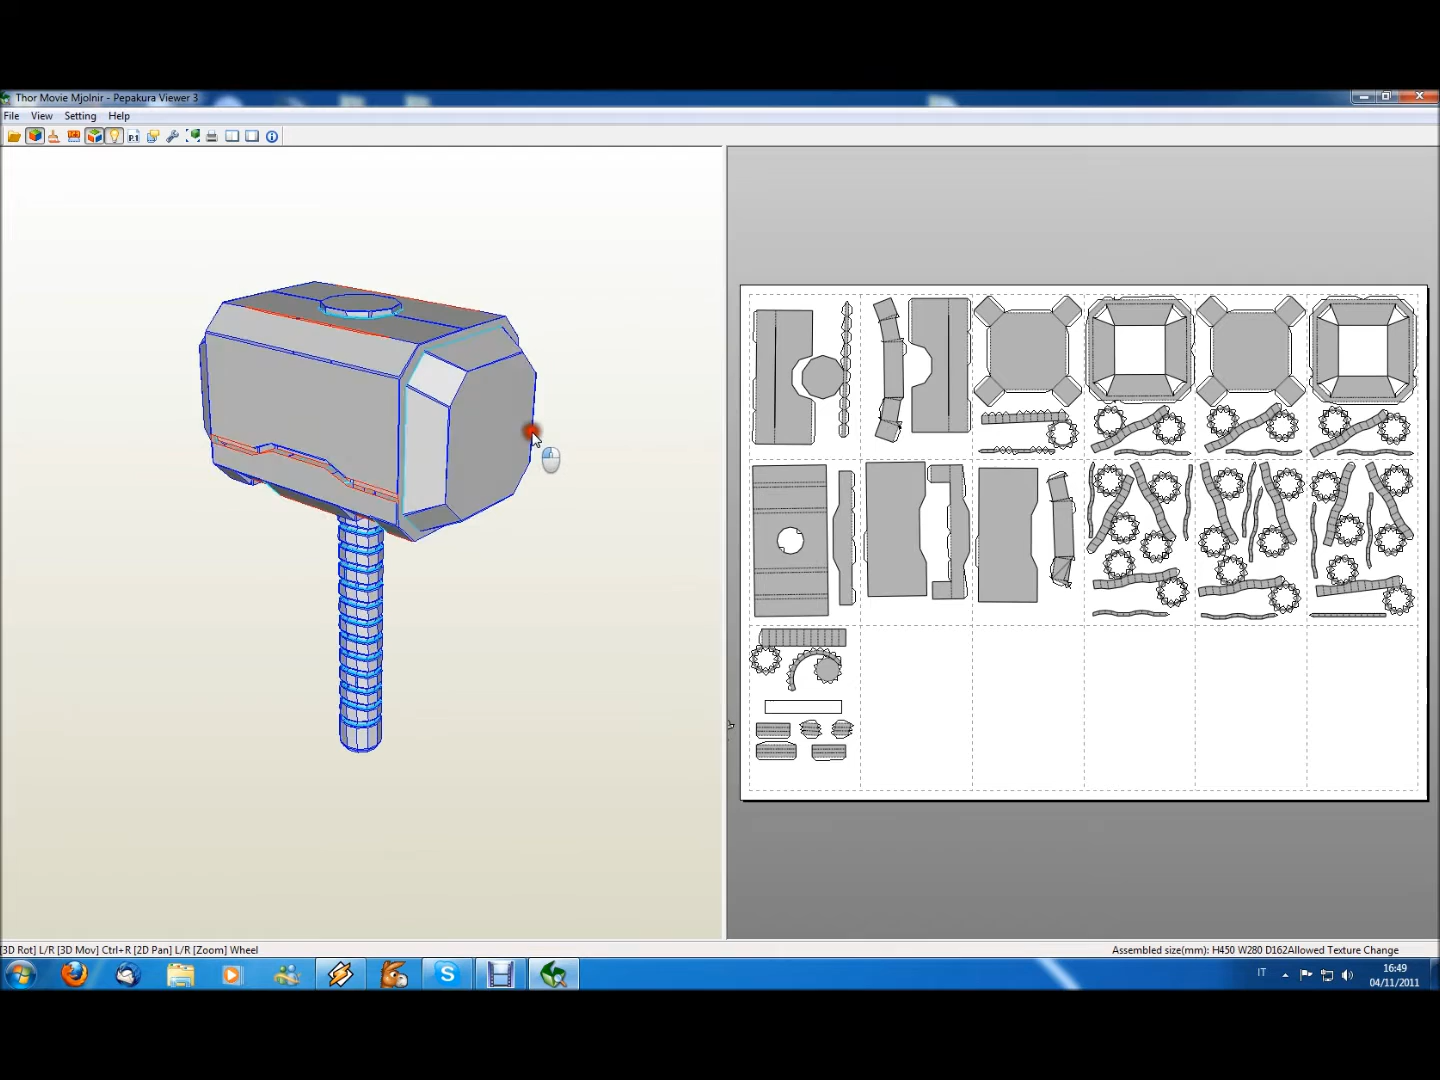 Thor Movie Mjolnir - Pepakura Viewer 3
File View Setting Help
P.1
[3D Rot] L/R [3D Mov] Ctrl+R [2D Pan] L/R [Zoom] Wheel
Assembled size(mm): H450 W280 D162Allowed Texture Change
IT
16:49
04/11/2011